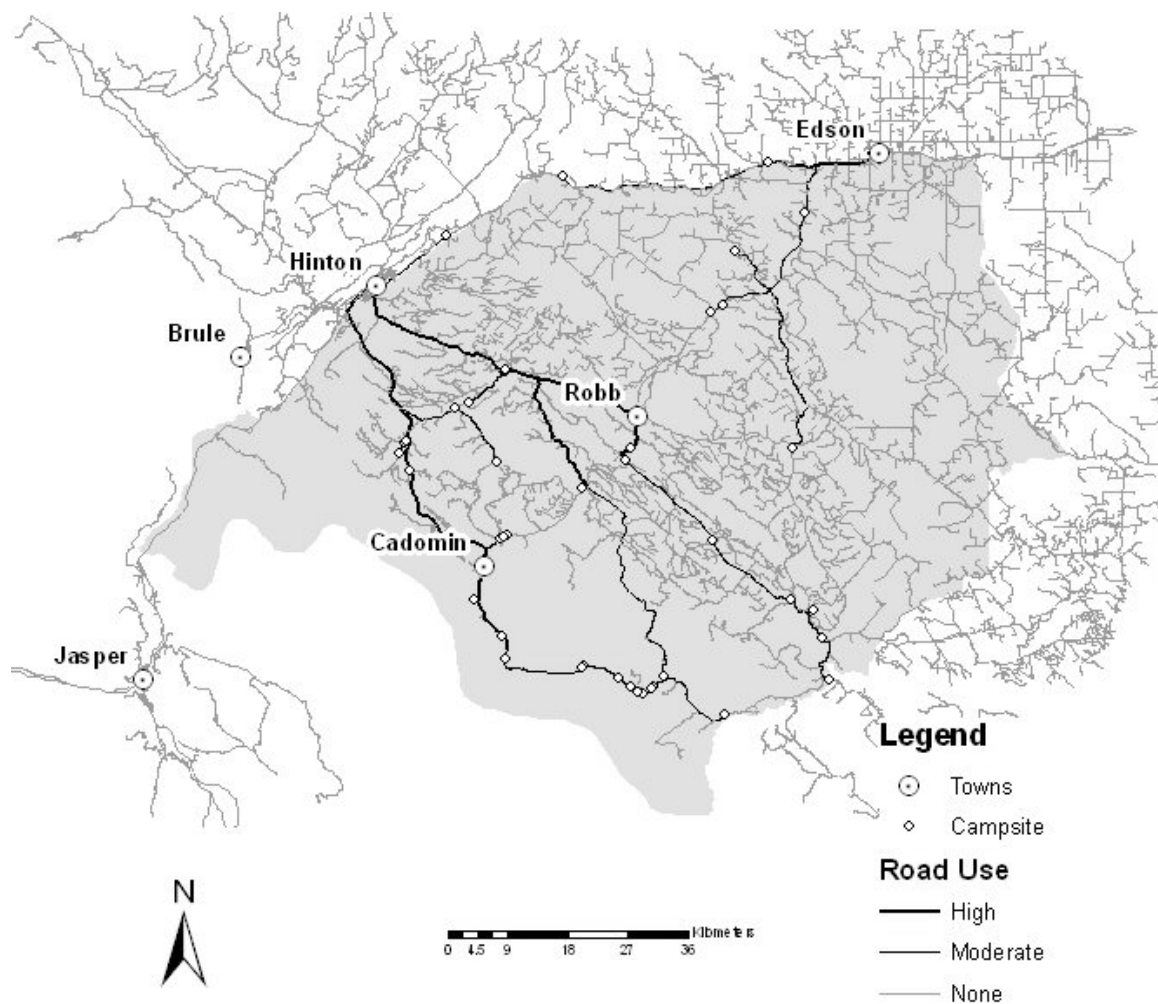 Edson
Hinton
Brule
Robb
Cadomin
Jasper
Legend
Towns
Campsite
Road Use
High
Moderate
None
N
Kilometers
0 4.5 9 18 27 36